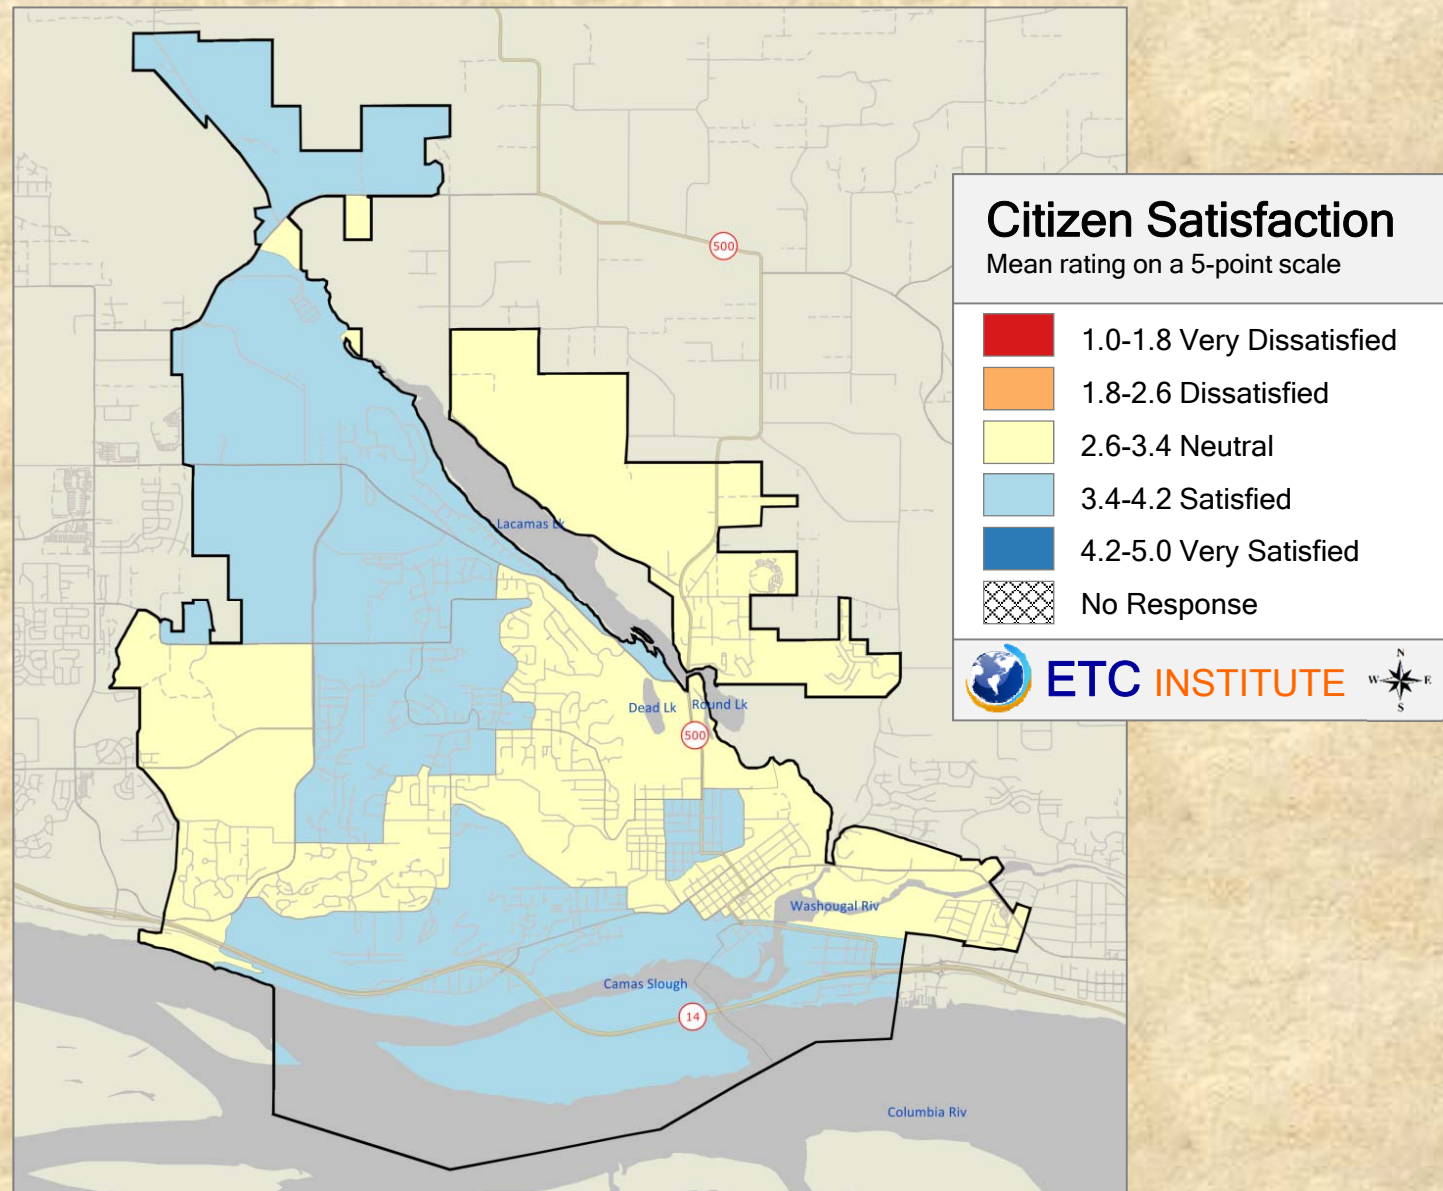 500
Citizen Satisfaction
Mean rating on a 5-point scale
1.0-1.8 Very Dissatisfied
1.8-2.6 Dissatisfied
2.6-3.4 Neutral
3.4-4.2 Satisfied
4.2-5.0 Very Satisfied
No Response
ETC INSTITUTE
N
W E
S
Lacamas Lk
Dead Lk
Round Lk
500
Washougal Riv
Camas Slough
14
Columbia Riv